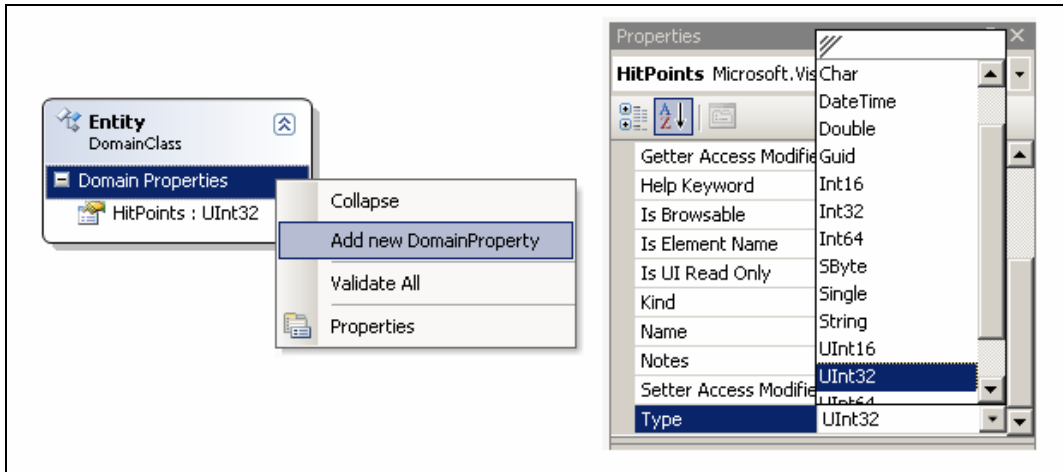 Entity
DomainClass
Domain Properties
HitPoints : UInt32
Collapse
Add new DomainProperty
Validate All
Properties
Properties
HitPoints Microsoft.Vis
Char
DateTime
Double
Getter Access Modifie
Guid
Help Keyword
Int16
Is Browsable
Int32
Is Element Name
Int64
Is UI Read Only
SByte
Kind
Single
Name
String
Notes
UInt16
Setter Access Modifie
UInt32
UInt64
Type
UInt32